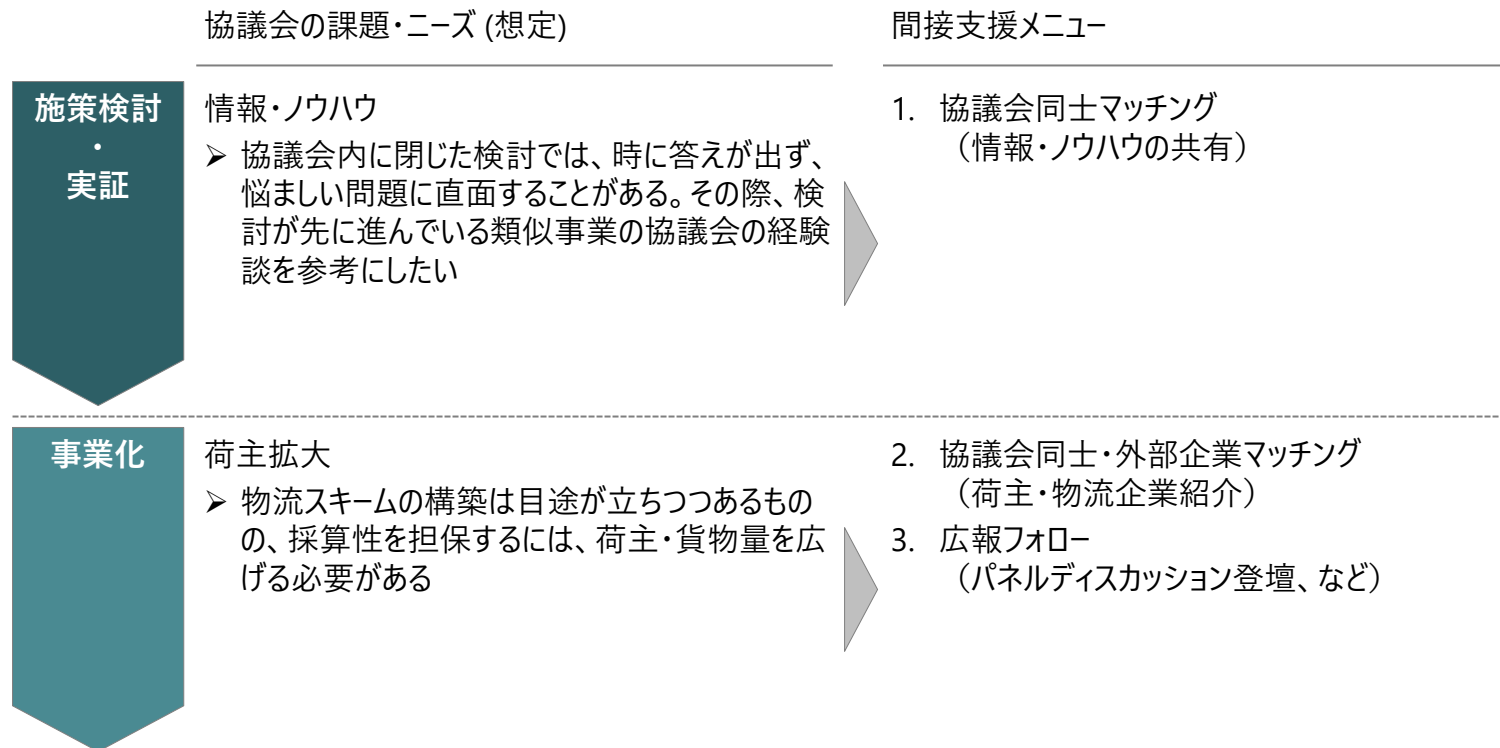 協議会の課題・ニーズ (想定)
間接支援メニュー
施策検討
・
実証
情報・ノウハウ
➢ 協議会内に閉じた検討では、時に答えが出ず、
悩ましい問題に直面することがある。その際、検
討が先に進んでいる類似事業の協議会の経験
談を参考にしたい
1. 協議会同士マッチング
（情報・ノウハウの共有）
事業化
荷主拡大
➢ 物流スキームの構築は目途が立ちつつあるもの
の、採算性を担保するには、荷主・貨物量を広
げる必要がある
2. 協議会同士・外部企業マッチング
（荷主・物流企業紹介）
3. 広報フォロー
（パネルディスカッション登壇、など）